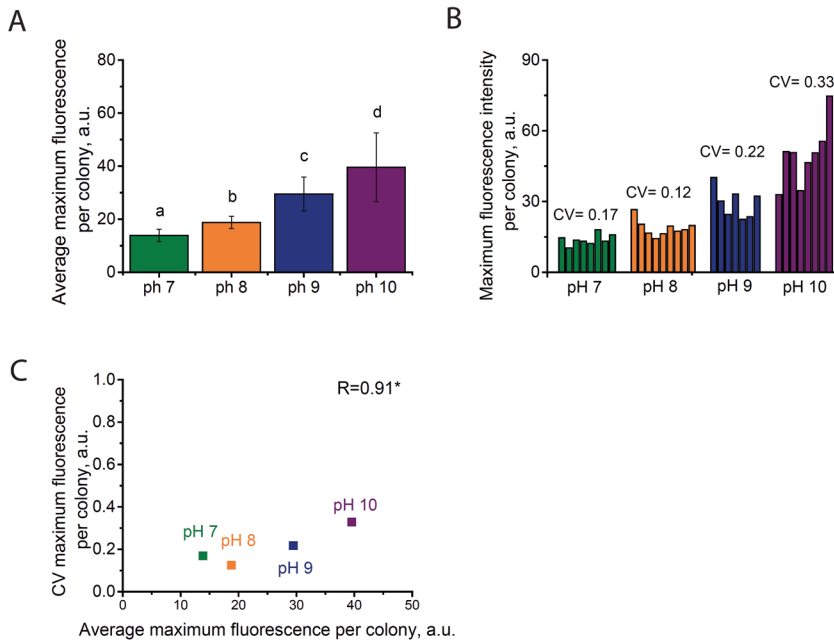 A
Average maximum fluorescence
per colony, a.u.
80
60
40
20
0
a
b
c
d
ph 7
ph 8
ph 9
ph 10
B
Maximum fluorescence intensity
per colony, a.u.
90
60
30
0
CV= 0.17
CV= 0.12
CV= 0.22
CV= 0.33
pH 7
pH 8
pH 9
pH 10
C
CV maximum fluorescence
per colony, a.u.
1.0
0.8
0.6
0.4
0.2
0.0
R=0.91*
pH 7
pH 8
pH 9
pH 10
0
10
20
30
40
50
Average maximum fluorescence per colony, a.u.